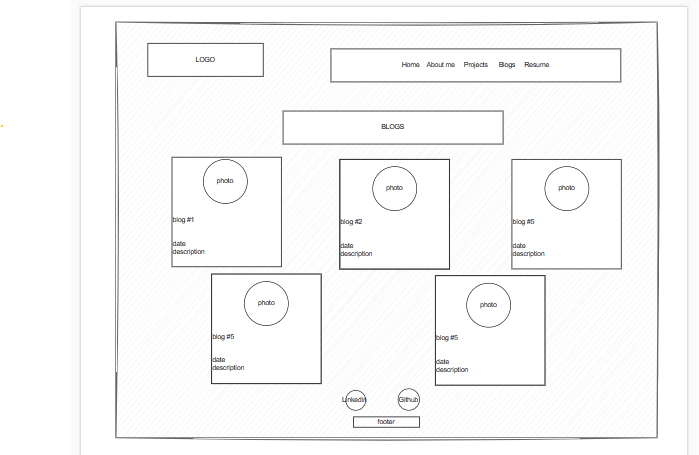 LOGO
Home About me Projects Blogs Resume
BLOGS
photo
blog #1
date
description
photo
blog #2
date
description
photo
blog #5
date
description
photo
blog #5
date
description
photo
blog #5
date
description
LinkedIn
Github
footer